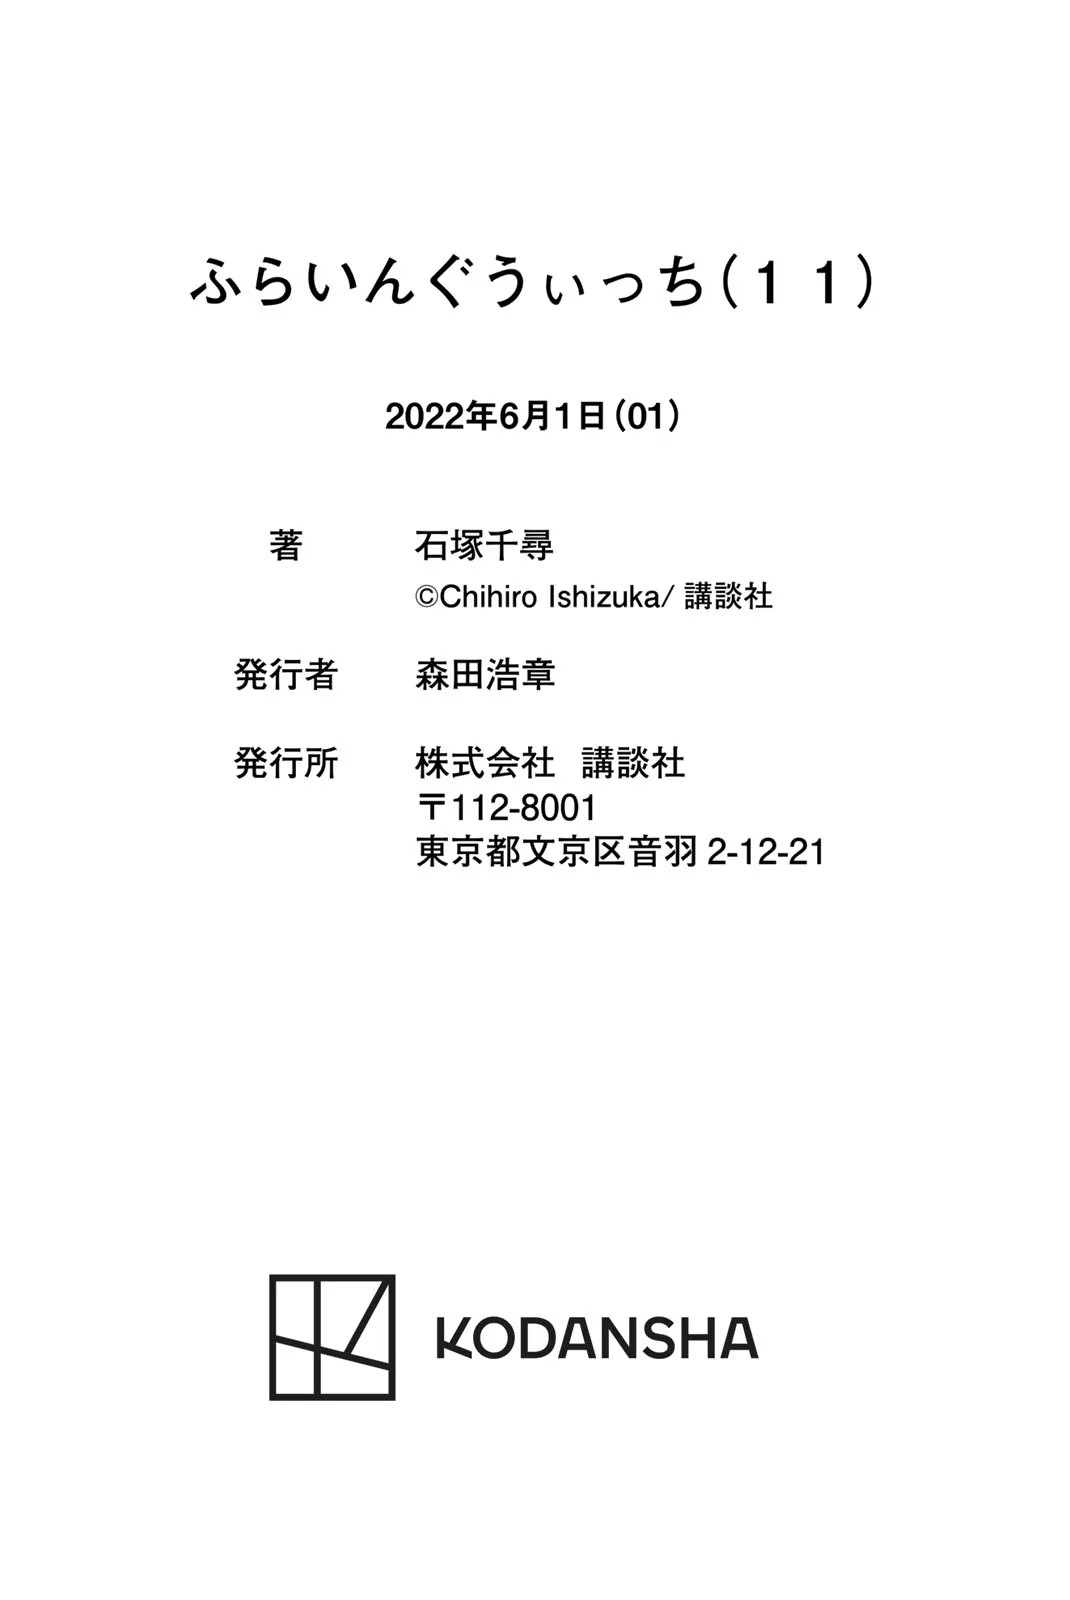 ふらいんぐうぃっち(１１)
2022年6月1日(01)
著 石塚千尋
©Chihiro Ishizuka/ 講談社
発行者 森田浩章
発行所 株式会社　講談社
〒112-8001
東京都文京区音羽 2-12-21
KODANSHA